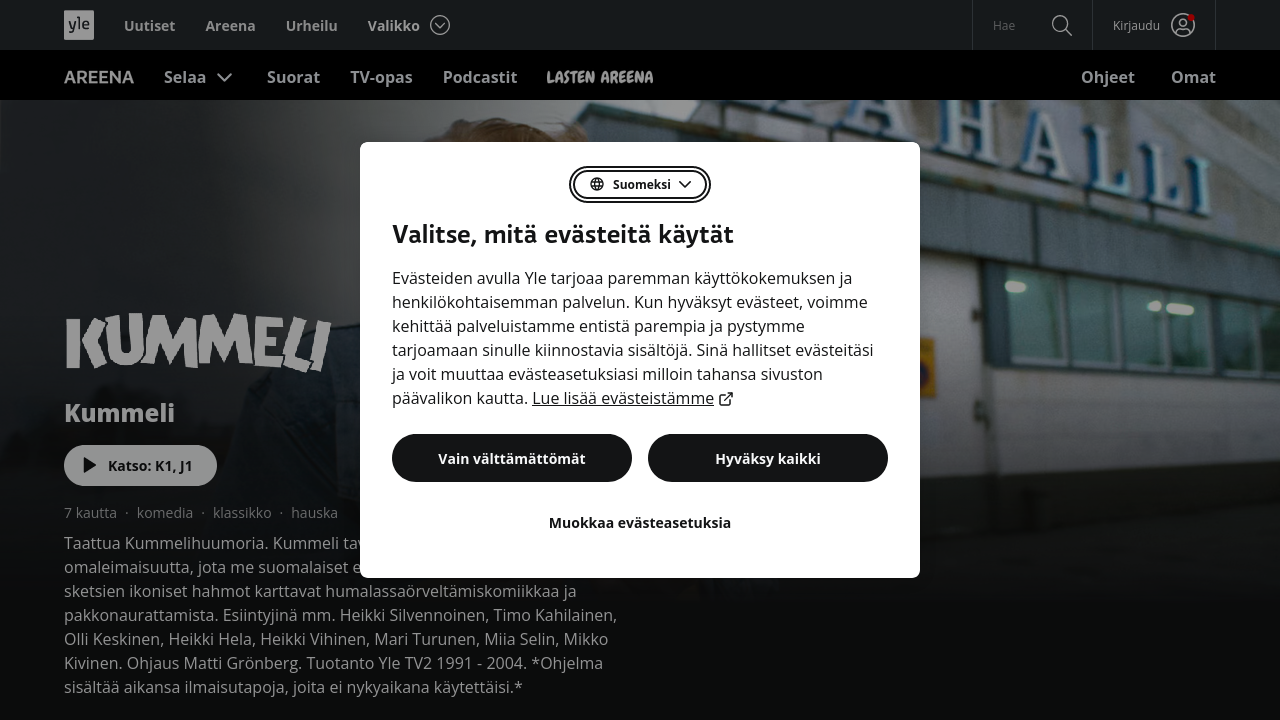 yle
Uutiset
Areena
Urheilu
Valikko
Hae
Kirjaudu
AREENA
Selaa
Suorat
TV-opas
Podcastit
LASTEN AREENA
Ohjeet
Omat
AHALLI
Suomeksi
Valitse, mitä evästeitä käytät
Evästeiden avulla Yle tarjoaa paremman käyttökokemuksen ja
henkilökohtaisemman palvelun. Kun hyväksyt evästeet, voimme
kehittää palveluistamme entistä parempia ja pystymme
tarjoamaan sinulle kiinnostavia sisältöjä. Sinä hallitset evästeitäsi
ja voit muuttaa evästeasetuksiasi milloin tahansa sivuston
päävalikon kautta. Lue lisää evästeistämme
Vain välttämättömät
Hyväksy kaikki
Muokkaa evästeasetuksia
KUMMELI
Kummeli
Katso: K1, J1
7 kautta · komedia · klassikko · hauska
Taattua Kummelihuumoria. Kummeli
omaleimaisuutta, jota me suomalaiset
sketsien ikoniset hahmot karttavat humalassaörveltämiskomiikkaa ja
pakkonaurattamista. Esiintyjinä mm. Heikki Silvennoinen, Timo Kahilainen,
Olli Keskinen, Heikki Hela, Heikki Vihinen, Mari Turunen, Miia Selin, Mikko
Kivinen. Ohjaus Matti Grönberg. Tuotanto Yle TV2 1991 - 2004. *Ohjelma
sisältää aikansa ilmaisutapoja, joita ei nykyaikana käytettäisi.*